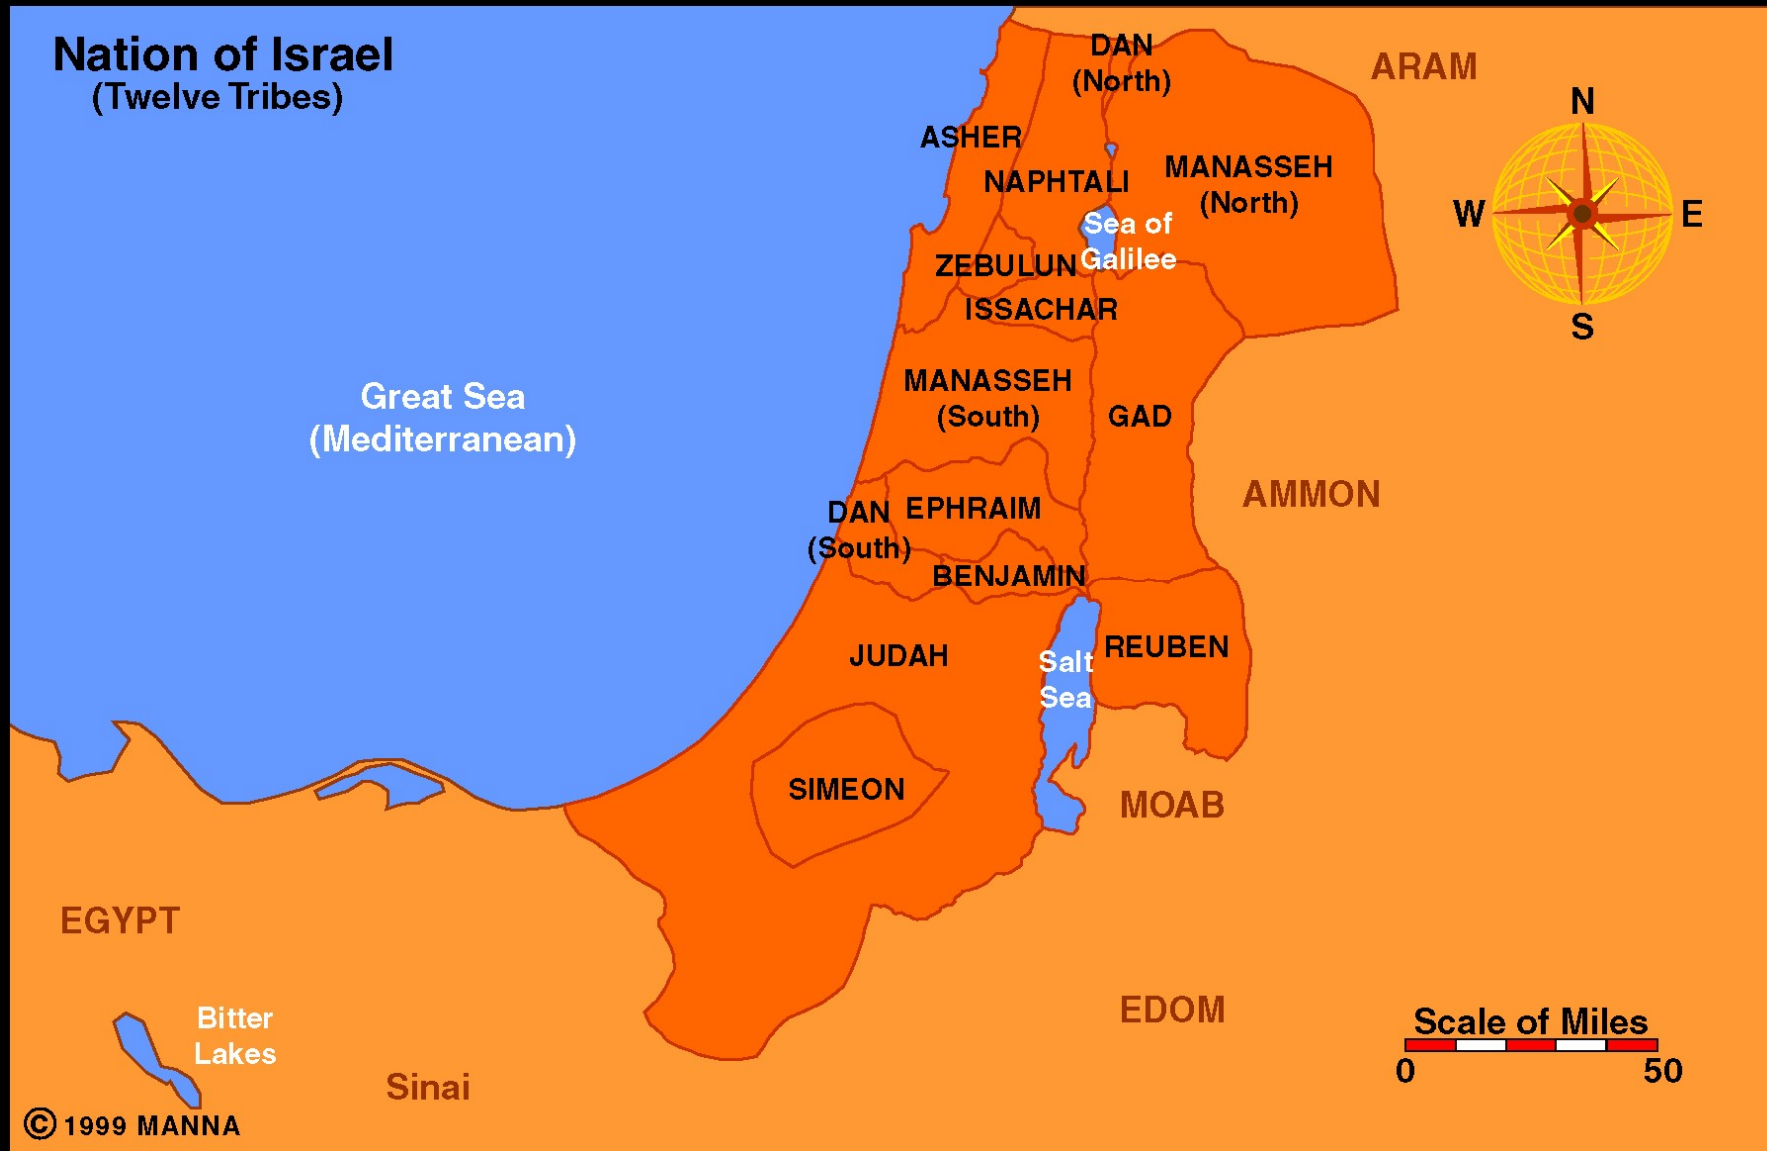 Nation of Israel
(Twelve Tribes)
DAN
(North)
ARAM
N
ASHER
MANASSEH
(North)
NAPHTALI
W
E
Sea of
Galilee
ZEBULUN
ISSACHAR
S
Great Sea
(Mediterranean)
MANASSEH
(South)
GAD
AMMON
DAN
(South)
EPHRAIM
BENJAMIN
JUDAH
Salt
Sea
REUBEN
SIMEON
MOAB
EGYPT
EDOM
Bitter
Lakes
Scale of Miles
0 50
Sinai
© 1999 MANNA